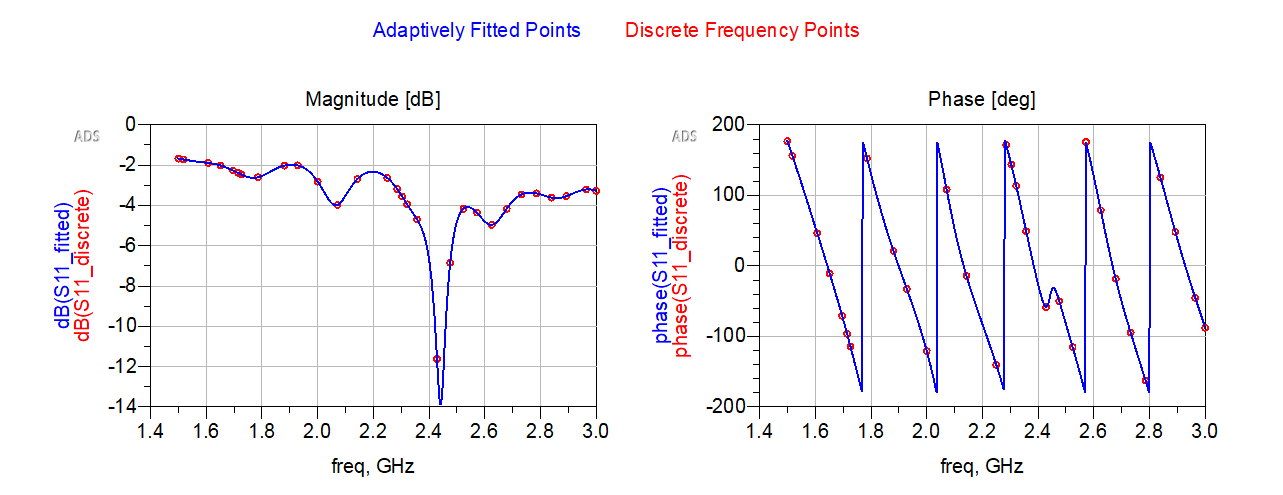 Adaptively Fitted Points Discrete Frequency Points
Magnitude [dB]
ADS
dB(S11_fitted)
dB(S11_discrete)
0
-2
-4
-6
-8
-10
-12
-14
1.4 1.6 1.8 2.0 2.2 2.4 2.6 2.8 3.0
freq, GHz
Phase [deg]
ADS
phase(S11_fitted)
phase(S11_discrete)
200
100
0
-100
-200
1.4 1.6 1.8 2.0 2.2 2.4 2.6 2.8 3.0
freq, GHz